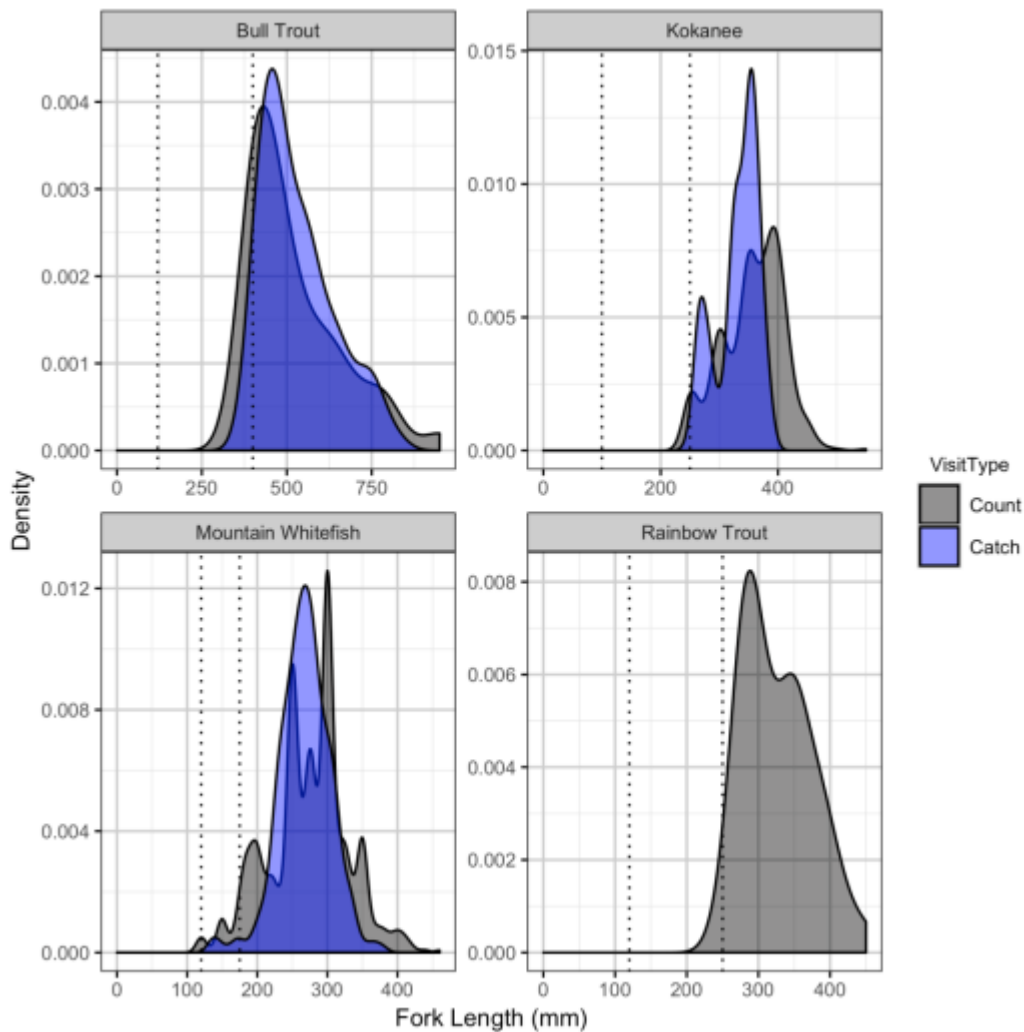 Bull Trout
Kokanee
0.004
0.003
0.002
0.001
0.000
0 250 500 750
0.015
0.010
0.005
0.000
0 200 400
Density
VisitType
Count
Catch
Mountain Whitefish
Rainbow Trout
0.012
0.008
0.004
0.000
0 100 200 300 400
0.008
0.006
0.004
0.002
0.000
0 100 200 300 400
Fork Length (mm)